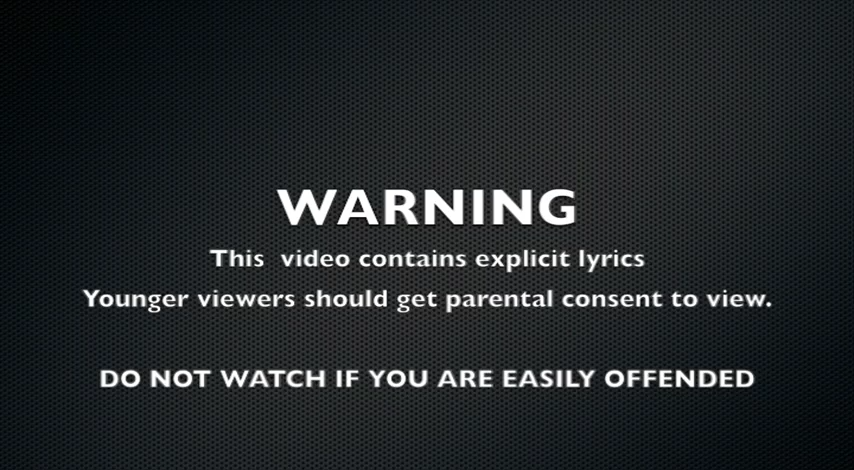 WARNING
This  video contains explicit lyrics
Younger viewers should get parental consent to view.
DO NOT WATCH IF YOU ARE EASILY OFFENDED